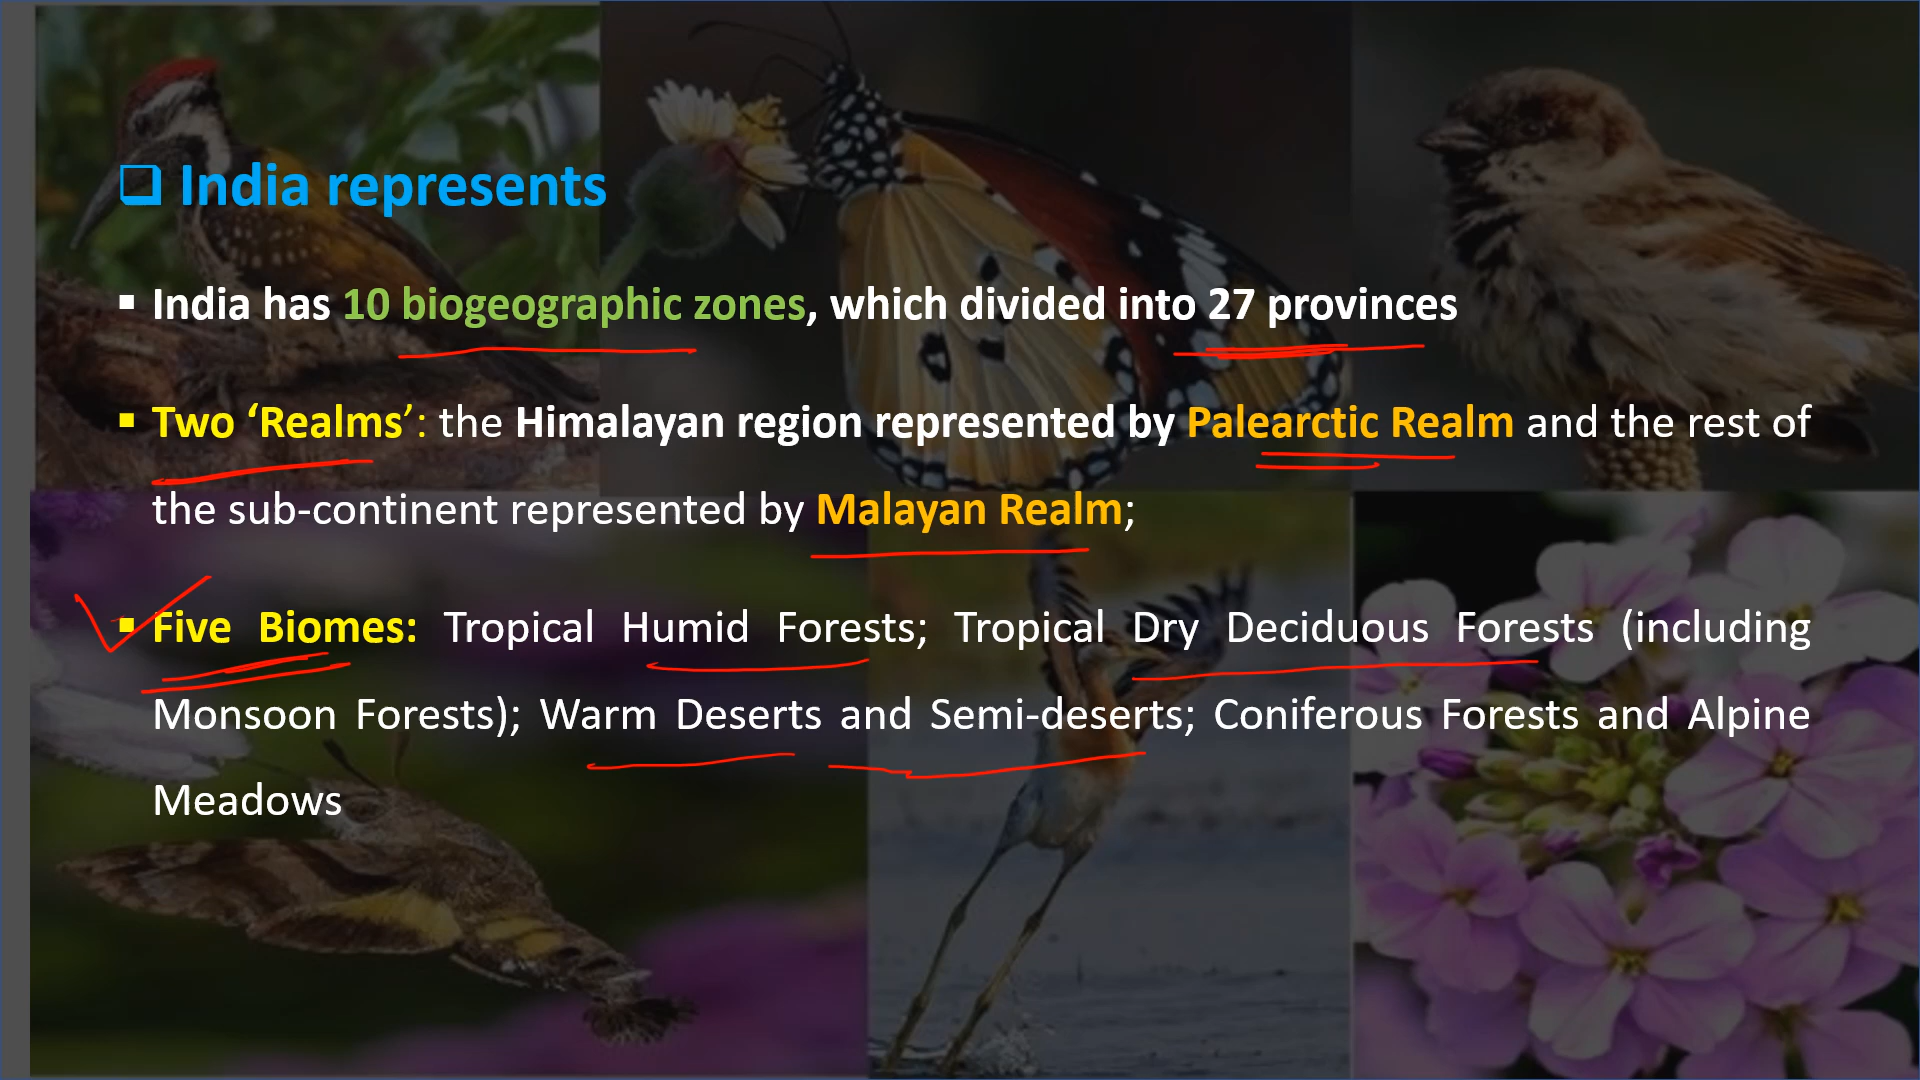 ❑ India represents
▪ India has 10 biogeographic zones, which divided into 27 provinces
▪ Two ‘Realms’: the Himalayan region represented by Palearctic Realm and the rest of
the sub-continent represented by Malayan Realm;
▪ Five Biomes: Tropical Humid Forests; Tropical Dry Deciduous Forests (including
Monsoon Forests); Warm Deserts and Semi-deserts; Coniferous Forests and Alpine
Meadows